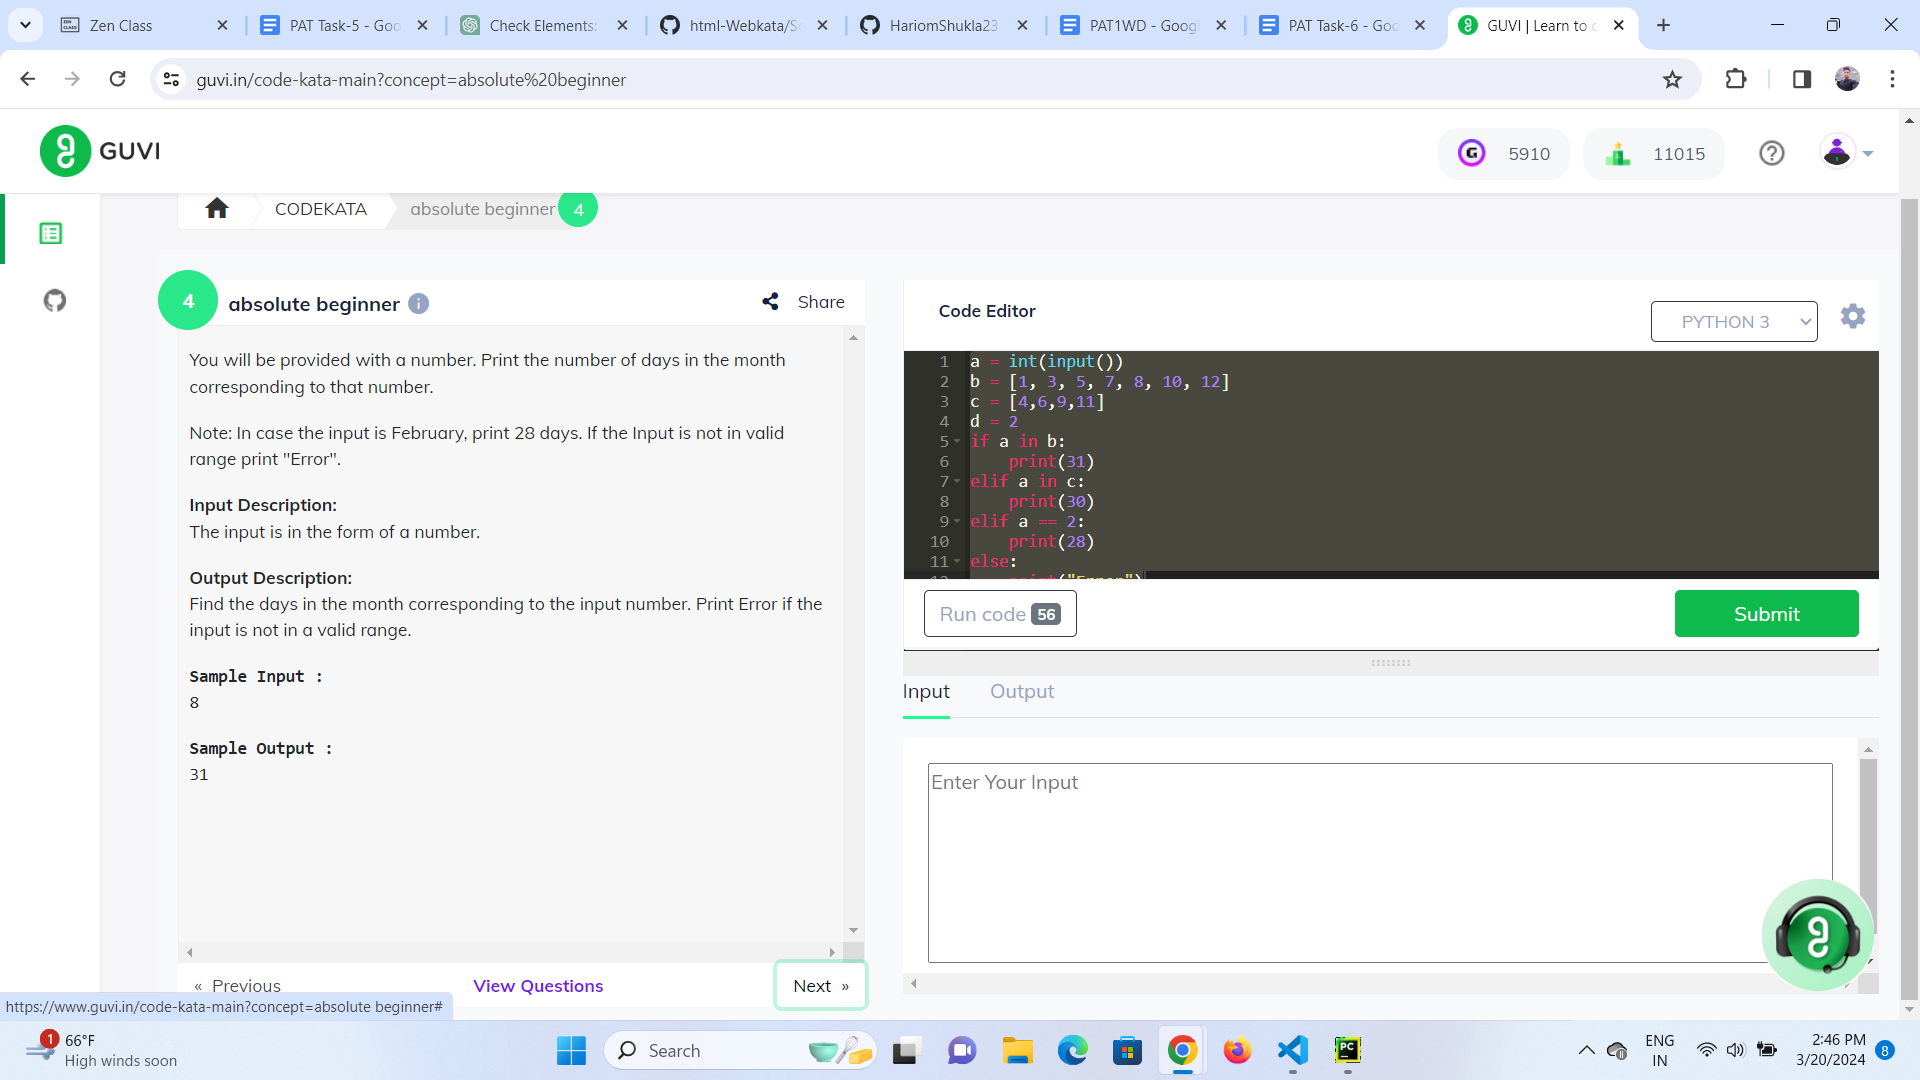 Zen Class
PAT Task-5 - Goo
Check Elements:
html-Webkata/So
HariomShukla23
PAT1WD - Googl
PAT Task-6 - Goo
GUVI | Learn to c
guvi.in/code-kata-main?concept=absolute%20beginner
GUVI
5910
11015
CODEKATA
absolute beginner 4
4 absolute beginner
Share
You will be provided with a number. Print the number of days in the month
corresponding to that number.
Note: In case the input is February, print 28 days. If the Input is not in valid
range print "Error".
Input Description:
The input is in the form of a number.
Output Description:
Find the days in the month corresponding to the input number. Print Error if the
input is not in a valid range.
Sample Input :
8
Sample Output :
31
« Previous
View Questions
Next »
https://www.guvi.in/code-kata-main?concept=absolute beginner#
Code Editor
PYTHON 3
1 a = int(input())
2 b = [1, 3, 5, 7, 8, 10, 12]
3 c = [4,6,9,11]
4 d = 2
5 if a in b:
6 print(31)
7 elif a in c:
8 print(30)
9 elif a == 2:
10 print(28)
11 else:
12 print("Error")
Run code 56
Submit
Input
Output
Enter Your Input
1
66°F
High winds soon
Search
PC
ENG
IN
2:46 PM
3/20/2024
8